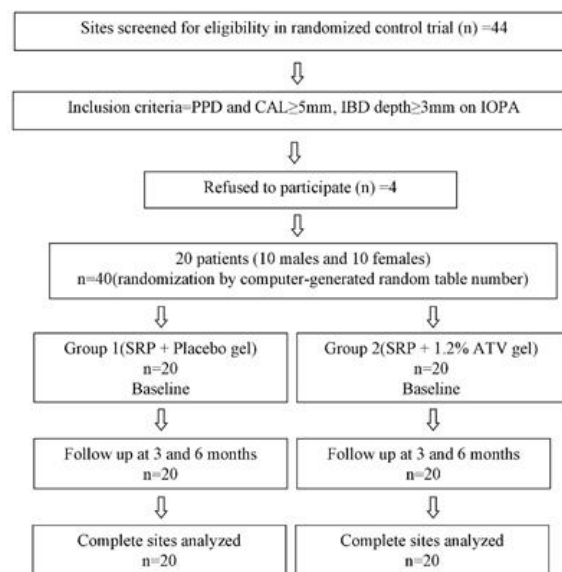 Sites screened for eligibility in randomized control trial (n) =44
Inclusion criteria=PPD and CAL≥5mm, IBD depth≥3mm on IOPA
Refused to participate (n) =4
20 patients (10 males and 10 females)
n=40(randomization by computer-generated random table number)
Group 1(SRP + Placebo gel)
n=20
Baseline
Group 2(SRP + 1.2% ATV gel)
n=20
Baseline
Follow up at 3 and 6 months
n=20
Follow up at 3 and 6 months
n=20
Complete sites analyzed
n=20
Complete sites analyzed
n=20